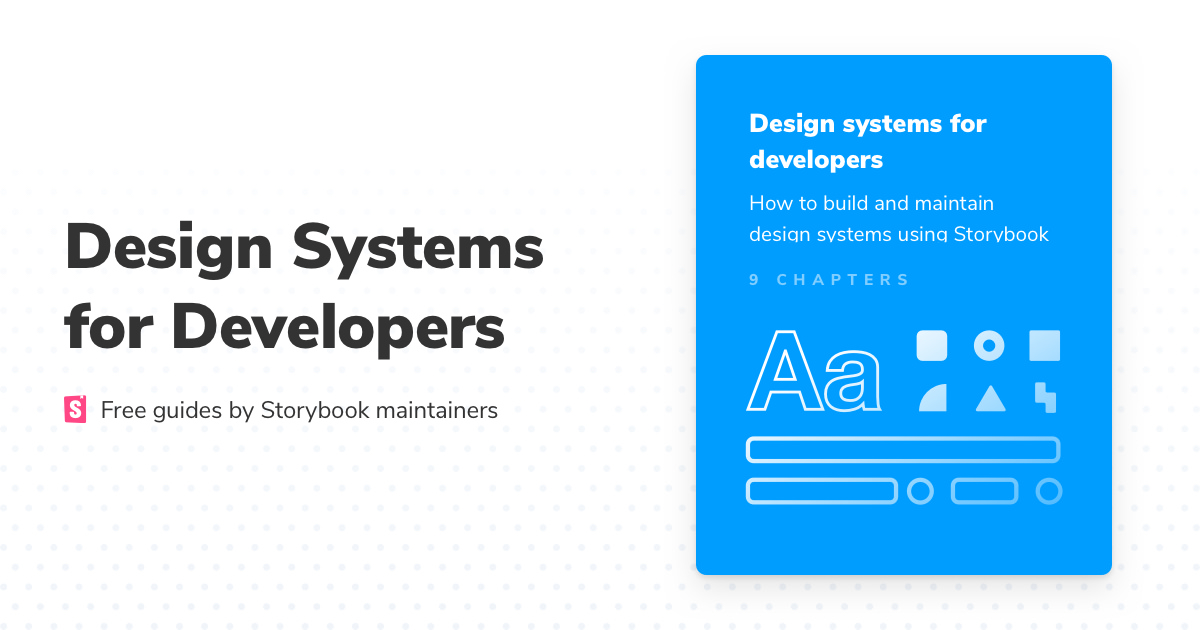 Design Systems
for Developers
S Free guides by Storybook maintainers
Design systems for
developers
How to build and maintain
design systems using Storybook
9 CHAPTERS
Aa